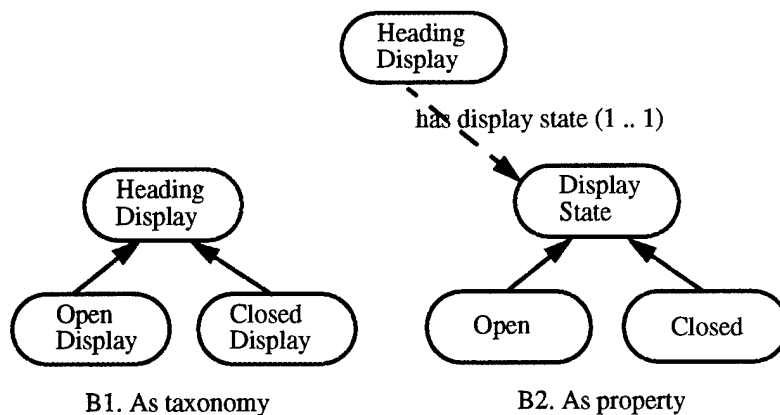 Heading
Display
has display state (1 .. 1)
Heading
Display
Display
State
Open
Display
Closed
Display
Open
Closed
B1. As taxonomy
B2. As property